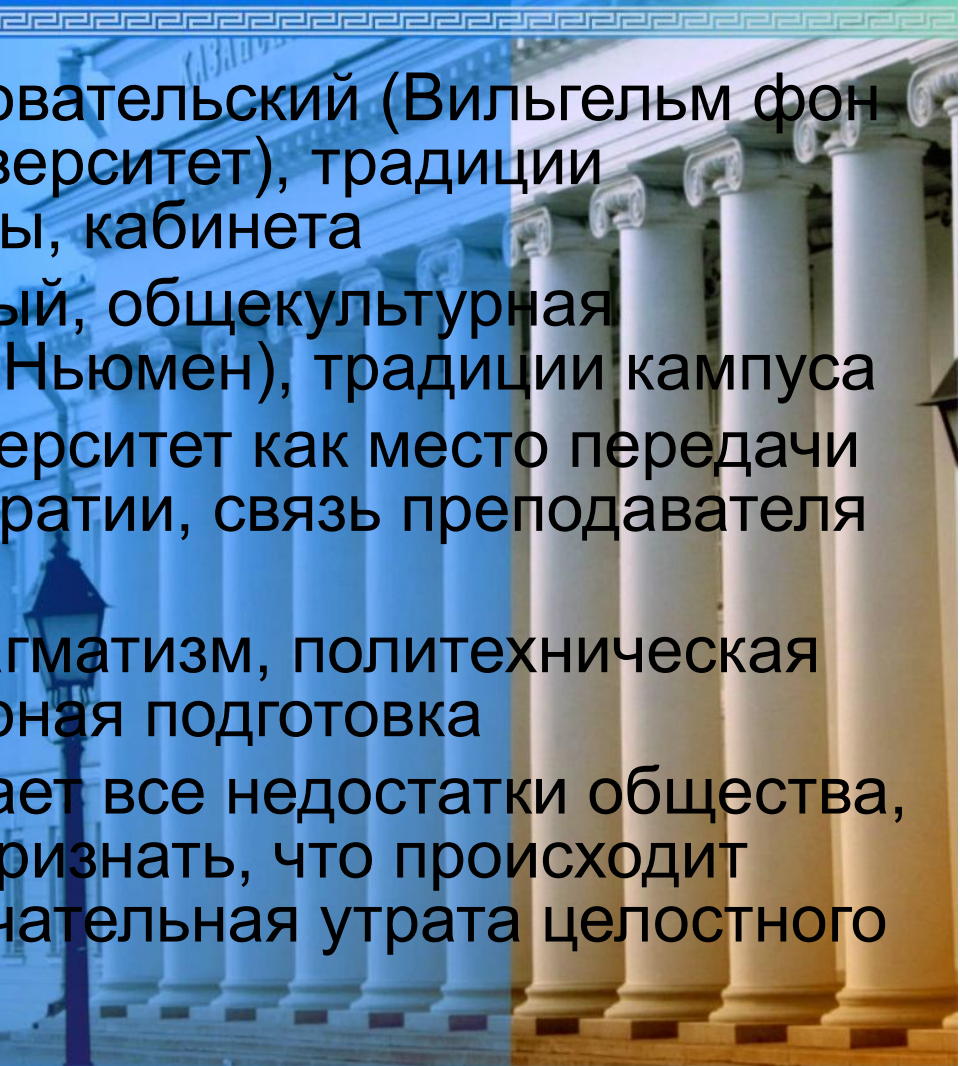 овательский (Вильгельм фон
верситет), традиции
ы, кабинета
ый, общекультурная
Ньюмен), традиции кампуса
ерситет как место передачи
ратии, связь преподавателя
гматизм, политехническая
рная подготовка
ает все недостатки общества,
ризнать, что происходит
чательная утрата целостного